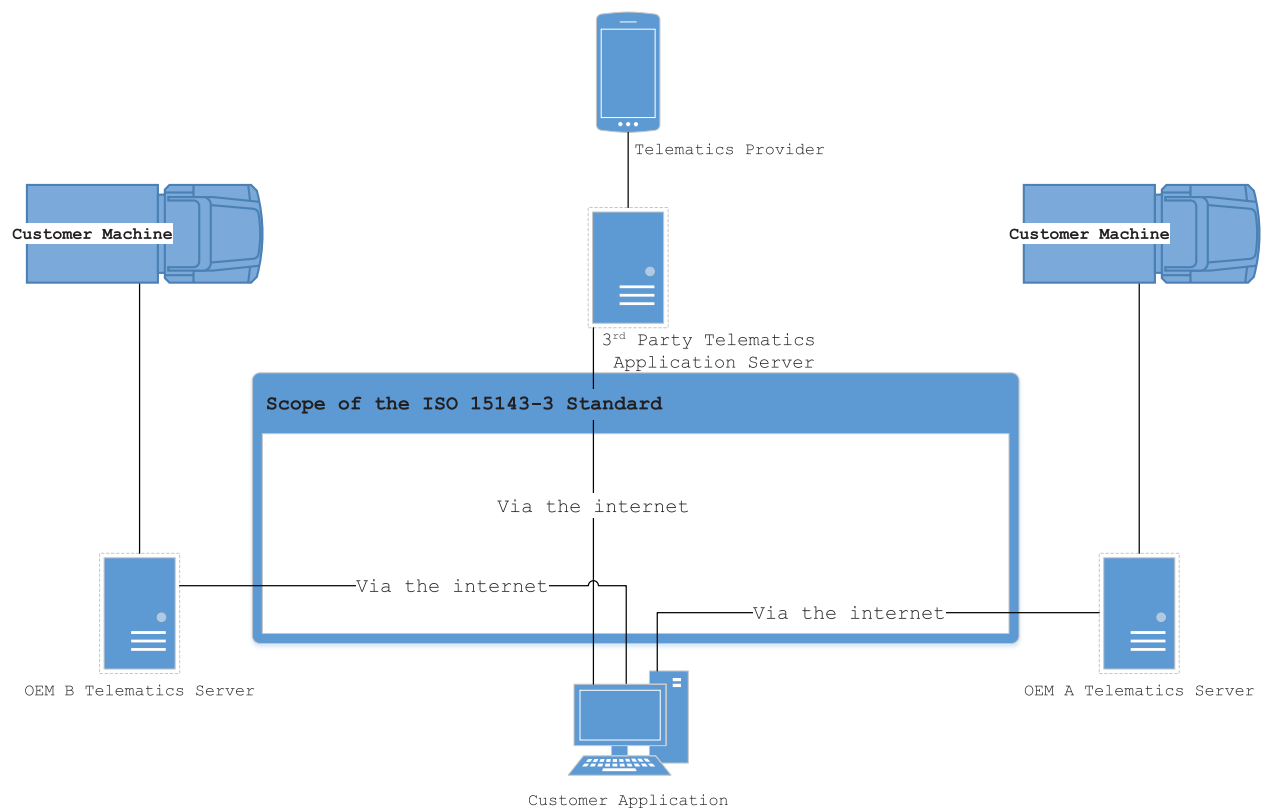 Telematics Provider
Customer Machine
Customer Machine
3rd Party Telematics
Application Server
Scope of the ISO 15143-3 Standard
Via the internet
Via the internet
Via the internet
OEM B Telematics Server
OEM A Telematics Server
Customer Application